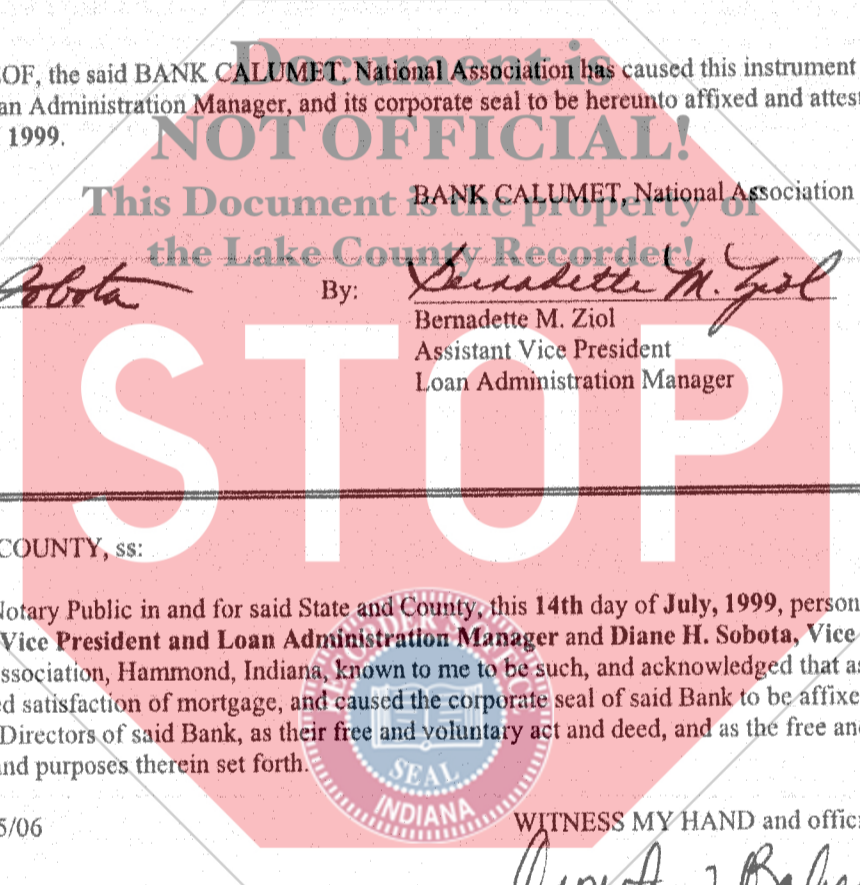 Document is
OF, the said BANK CALUMET, National Association has caused this instrument
an Administration Manager, and its corporate seal to be hereunto affixed and attest
1999.
NOT OFFICIAL!
This Document is the property of
the Lake County Recorder!
BANK CALUMET, National Association
Sobota
By: Bernadette M. Ziol
Bernadette M. Ziol
Assistant Vice President
Loan Administration Manager
STOP
COUNTY, ss:
Notary Public in and for said State and County, this 14th day of July, 1999, person
Vice President and Loan Administration Manager and Diane H. Sobota, Vice
ssociation, Hammond, Indiana, known to me to be such, and acknowledged that as
ed satisfaction of mortgage, and caused the corporate seal of said Bank to be affixe
Directors of said Bank, as their free and voluntary act and deed, and as the free an
nd purposes therein set forth.
RECORDER'S OFFICE
SEAL
INDIANA
5/06
WITNESS MY HAND and offic